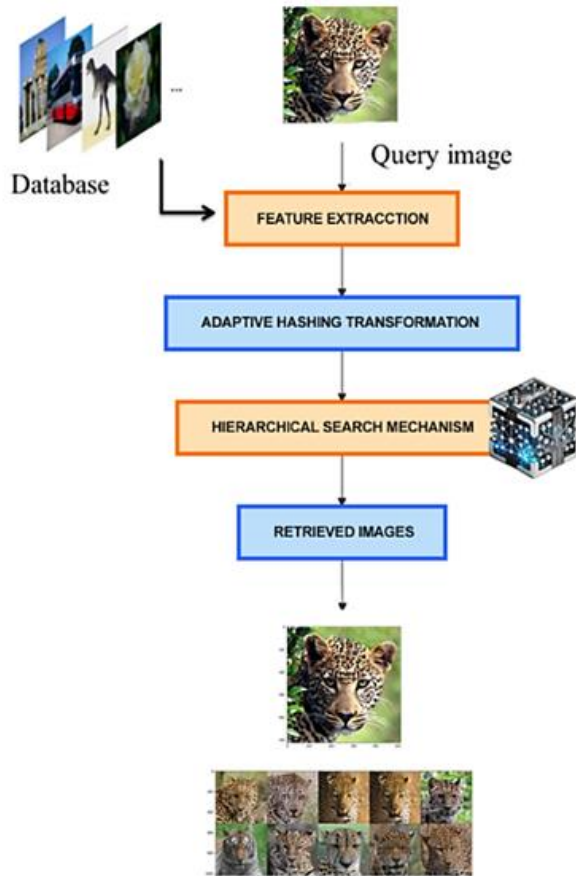 ...
Query image
Database
FEATURE EXTRACCTION
ADAPTIVE HASHING TRANSFORMATION
HIERARCHICAL SEARCH MECHANISM
RETRIEVED IMAGES